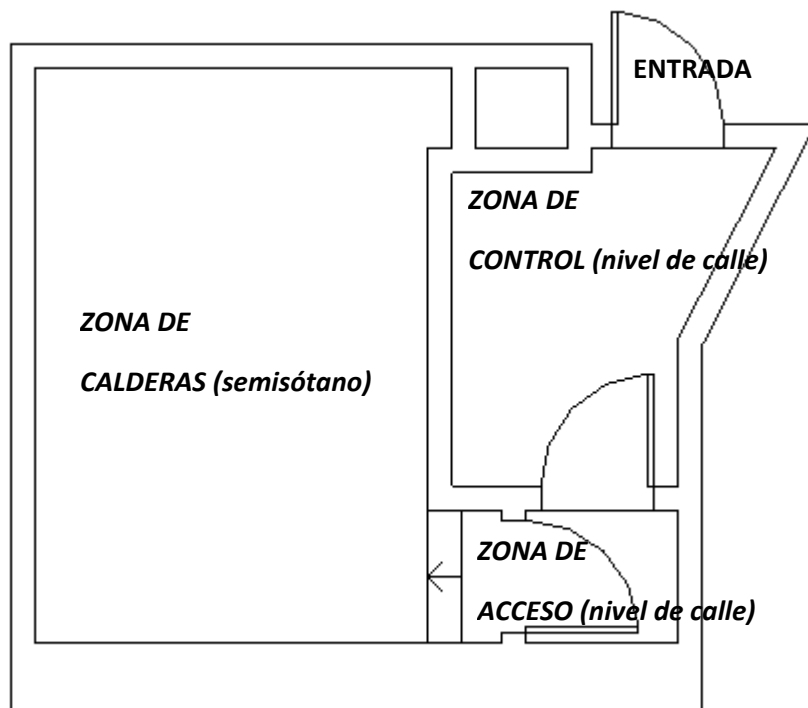 ENTRADA
ZONA DE
CONTROL (nivel de calle)
ZONA DE
CALDERAS (semisótano)
ZONA DE
ACCESO (nivel de calle)